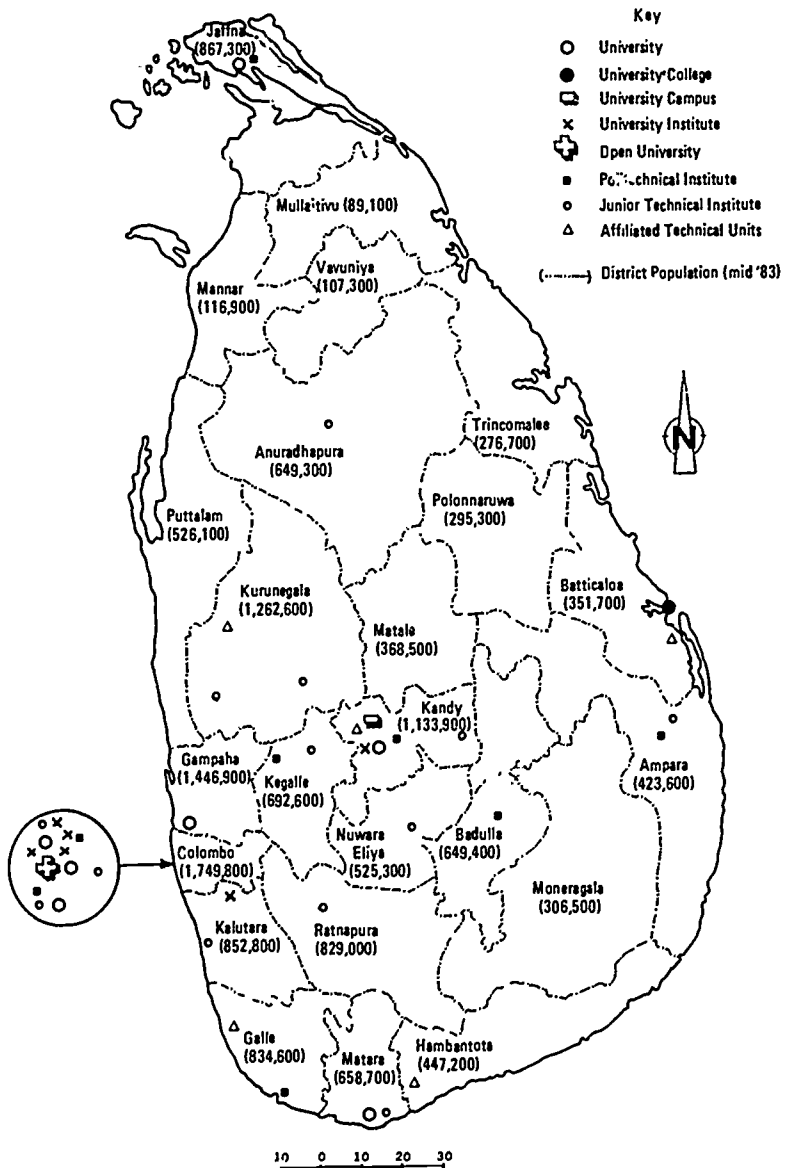 Key
University
University College
University Campus
University Institute
Open University
Junior Technical Institute
Affiliated Technical Units
District Population (mid '83)
Jaffna
(867,300)
Mullaitivu (89,100)
Vavuniya
(107,300)
Mannar
(116,900)
N
Trincomalee
(276,700)
Anuradhapura
(649,300)
Polonnaruwa
(295,300)
Puttalam
(526,100)
Batticaloa
(351,700)
Kurunegala
(1,262,600)
Matale
(368,500)
Kandy
(1,133,900)
Gampaha
(1,446,900)
Kegalle
(692,600)
Ampara
(423,600)
Nuwara
Eliya
(525,300)
Badulla
(649,400)
Colombo
(1,749,800)
Moneragala
(306,500)
Kalutara
(852,800)
Ratnapura
(829,000)
Galle
(834,600)
Matara
(658,700)
Hambantota
(447,200)
10 0 10 20 30